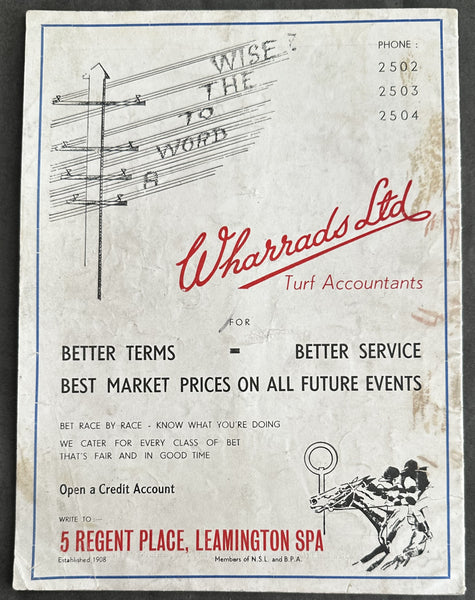 PHONE :
2502
2503
2504
A WORD TO THE WISE!
Wharrads Ltd
Turf Accountants
FOR
BETTER TERMS - BETTER SERVICE
BEST MARKET PRICES ON ALL FUTURE EVENTS
BET RACE BY RACE - KNOW WHAT YOU'RE DOING
WE CATER FOR EVERY CLASS OF BET
THAT'S FAIR AND IN GOOD TIME
Open a Credit Account
WRITE TO :—
5 REGENT PLACE, LEAMINGTON SPA
Established 1908 Members of N.S.L. and B.P.A.